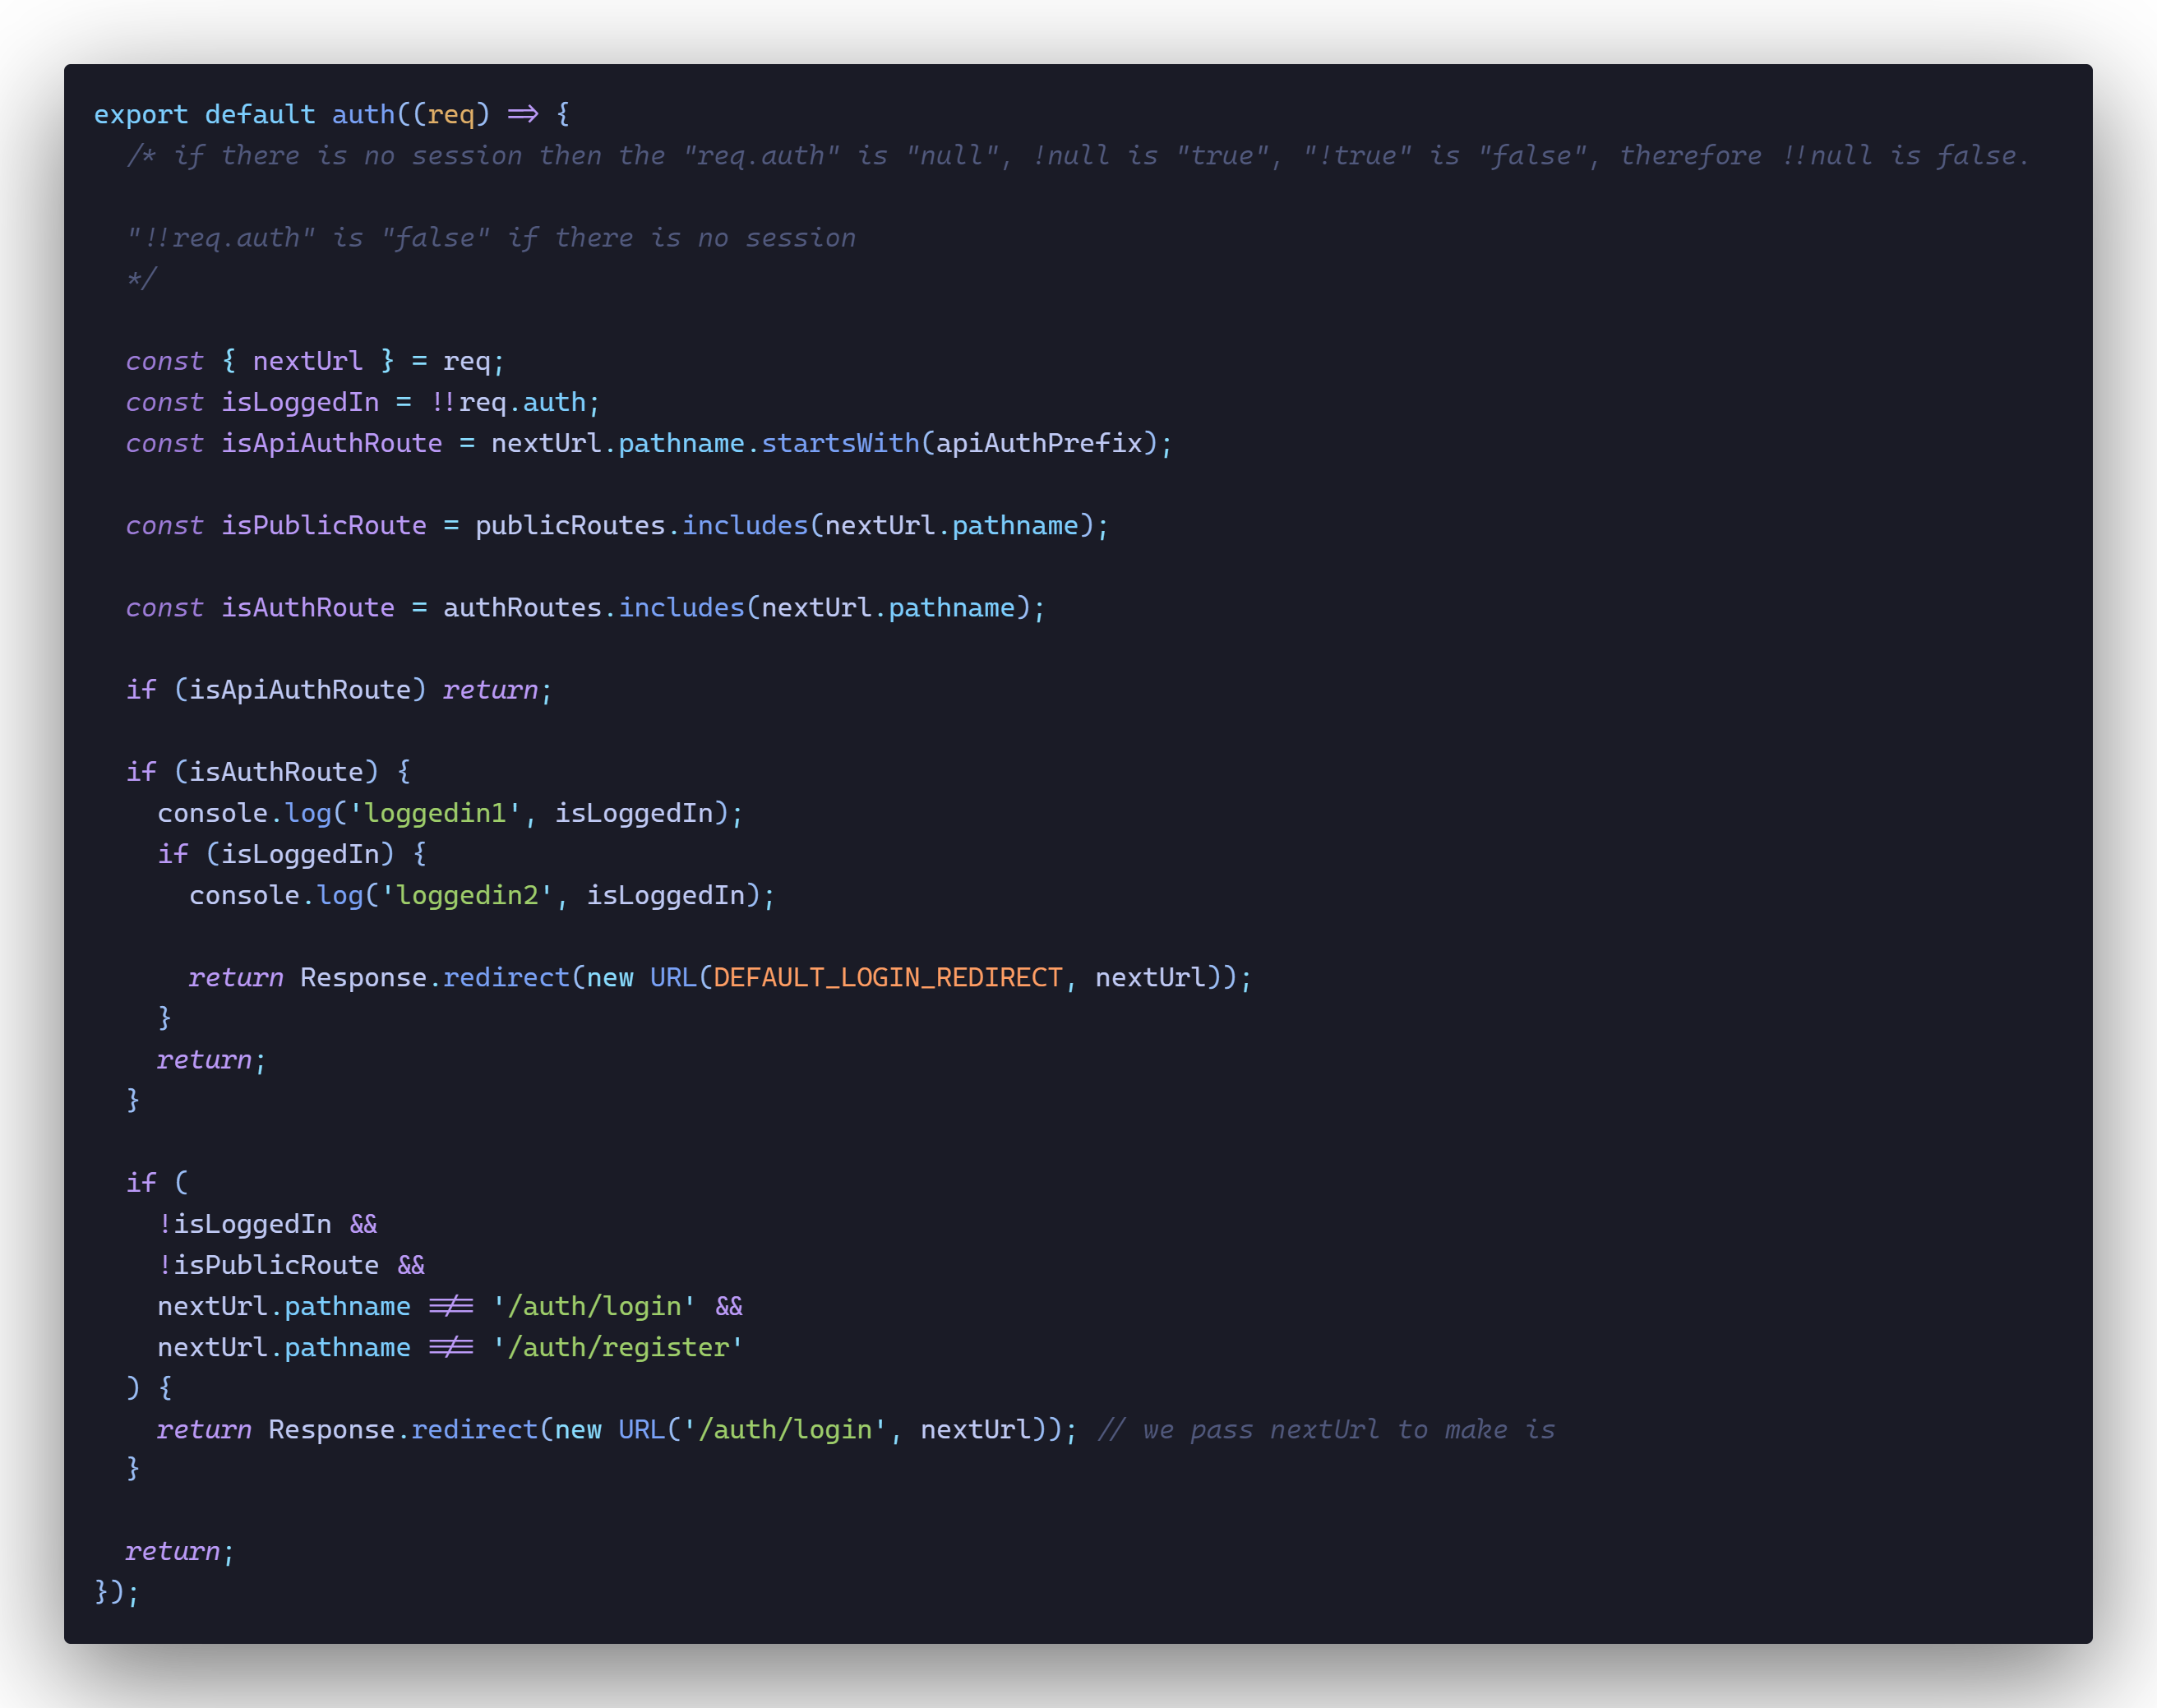 export default auth((req) => {
/* if there is no session then the "req.auth" is "null", !null is "true", "!true" is "false", therefore !!null is false.
"!!req.auth" is "false" if there is no session
*/
const { nextUrl } = req;
const isLoggedIn = !!req.auth;
const isApiAuthRoute = nextUrl.pathname.startsWith(apiAuthPrefix);
const isPublicRoute = publicRoutes.includes(nextUrl.pathname);
const isAuthRoute = authRoutes.includes(nextUrl.pathname);
if (isApiAuthRoute) return;
if (isAuthRoute) {
console.log('loggedin1', isLoggedIn);
if (isLoggedIn) {
console.log('loggedin2', isLoggedIn);
return Response.redirect(new URL(DEFAULT_LOGIN_REDIRECT, nextUrl));
}
return;
}
if (
!isLoggedIn &&
!isPublicRoute &&
nextUrl.pathname !== '/auth/login' &&
nextUrl.pathname !== '/auth/register'
) {
return Response.redirect(new URL('/auth/login', nextUrl)); // we pass nextUrl to make is
}
return;
});